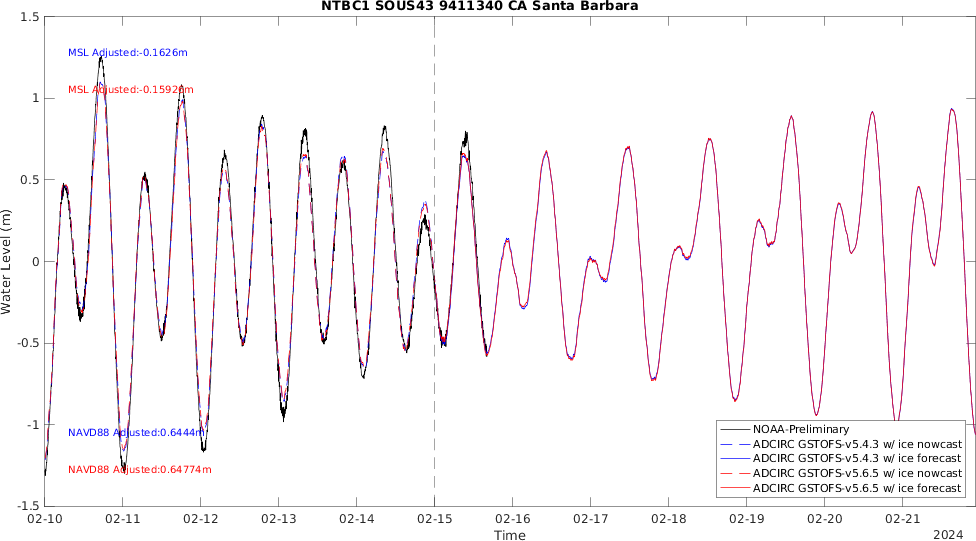 NTBC1 SOUS43 9411340 CA Santa Barbara
1.5
1
0.5
0
-0.5
-1
-1.5
Water Level (m)
MSL Adjusted:-0.1626m
MSL Adjusted:-0.15926m
NAVD88 Adjusted:0.6444m
NAVD88 Adjusted:0.64774m
NOAA-Preliminary
ADCIRC GSTOFS-v5.4.3 w/ ice nowcast
ADCIRC GSTOFS-v5.4.3 w/ ice forecast
ADCIRC GSTOFS-v5.6.5 w/ ice nowcast
ADCIRC GSTOFS-v5.6.5 w/ ice forecast
02-10 02-11 02-12 02-13 02-14 02-15 02-16 02-17 02-18 02-19 02-20 02-21
Time
2024